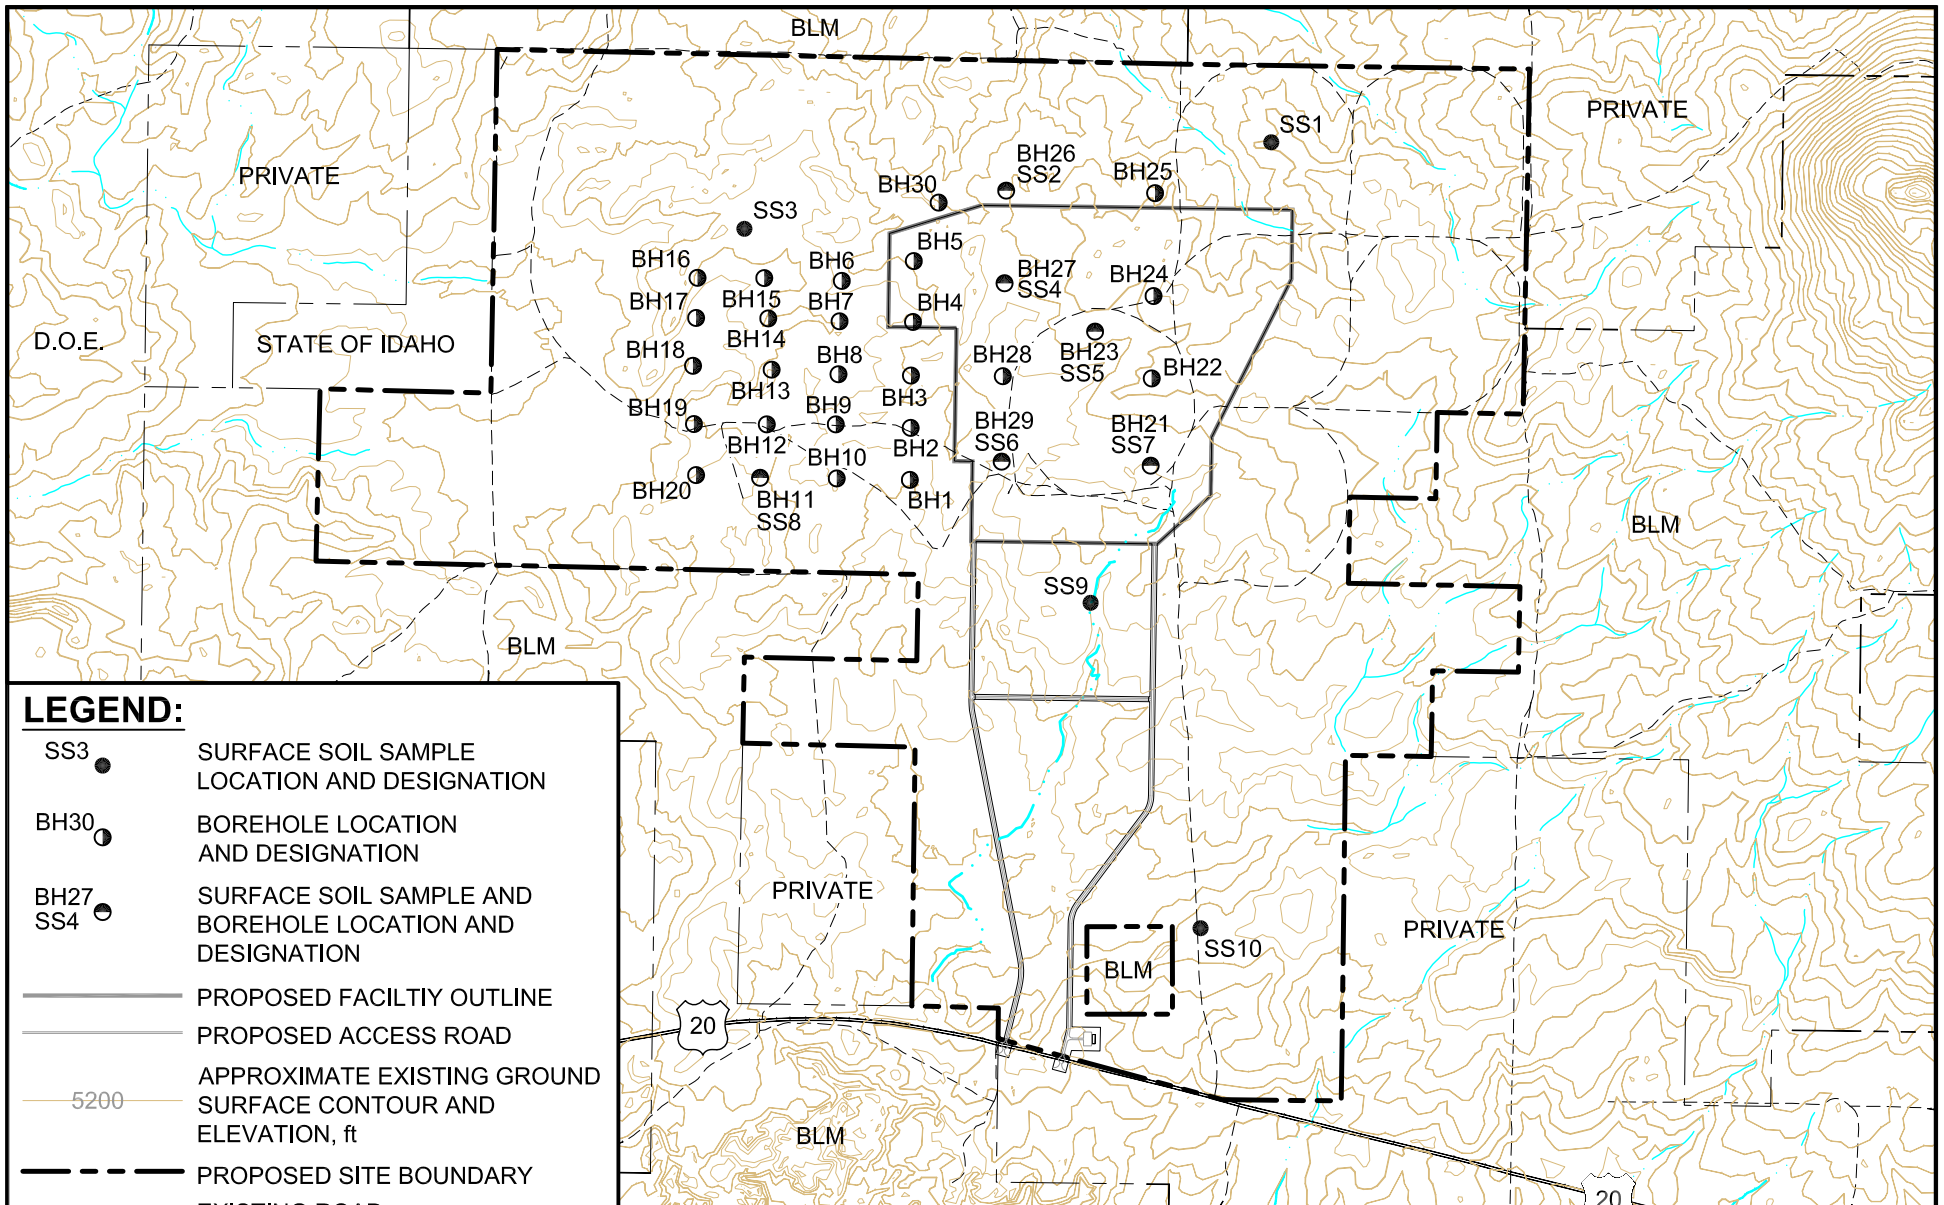 BLM
PRIVATE
SS1
BH26
SS2
BH25
PRIVATE
BH30
SS3
BH5
BH16
BH6
BH27
SS4
BH24
BH17
BH15
BH7
BH4
D.O.E.
STATE OF IDAHO
BH14
BH18
BH8
BH28
BH23
SS5
BH22
BH13
BH3
BH19
BH9
BH29
SS6
BH21
SS7
BH12
BH2
BH20
BH11
SS8
BH10
BH1
BLM
SS9
BLM
PRIVATE
SS10
PRIVATE
BLM
20
BLM
20
LEGEND:
SS3
SURFACE SOIL SAMPLE
LOCATION AND DESIGNATION
BH30
BOREHOLE LOCATION
AND DESIGNATION
BH27
SS4
SURFACE SOIL SAMPLE AND
BOREHOLE LOCATION AND
DESIGNATION
PROPOSED FACILTIY OUTLINE
PROPOSED ACCESS ROAD
5200
APPROXIMATE EXISTING GROUND
SURFACE CONTOUR AND
ELEVATION, ft
PROPOSED SITE BOUNDARY
EXISTING ROAD